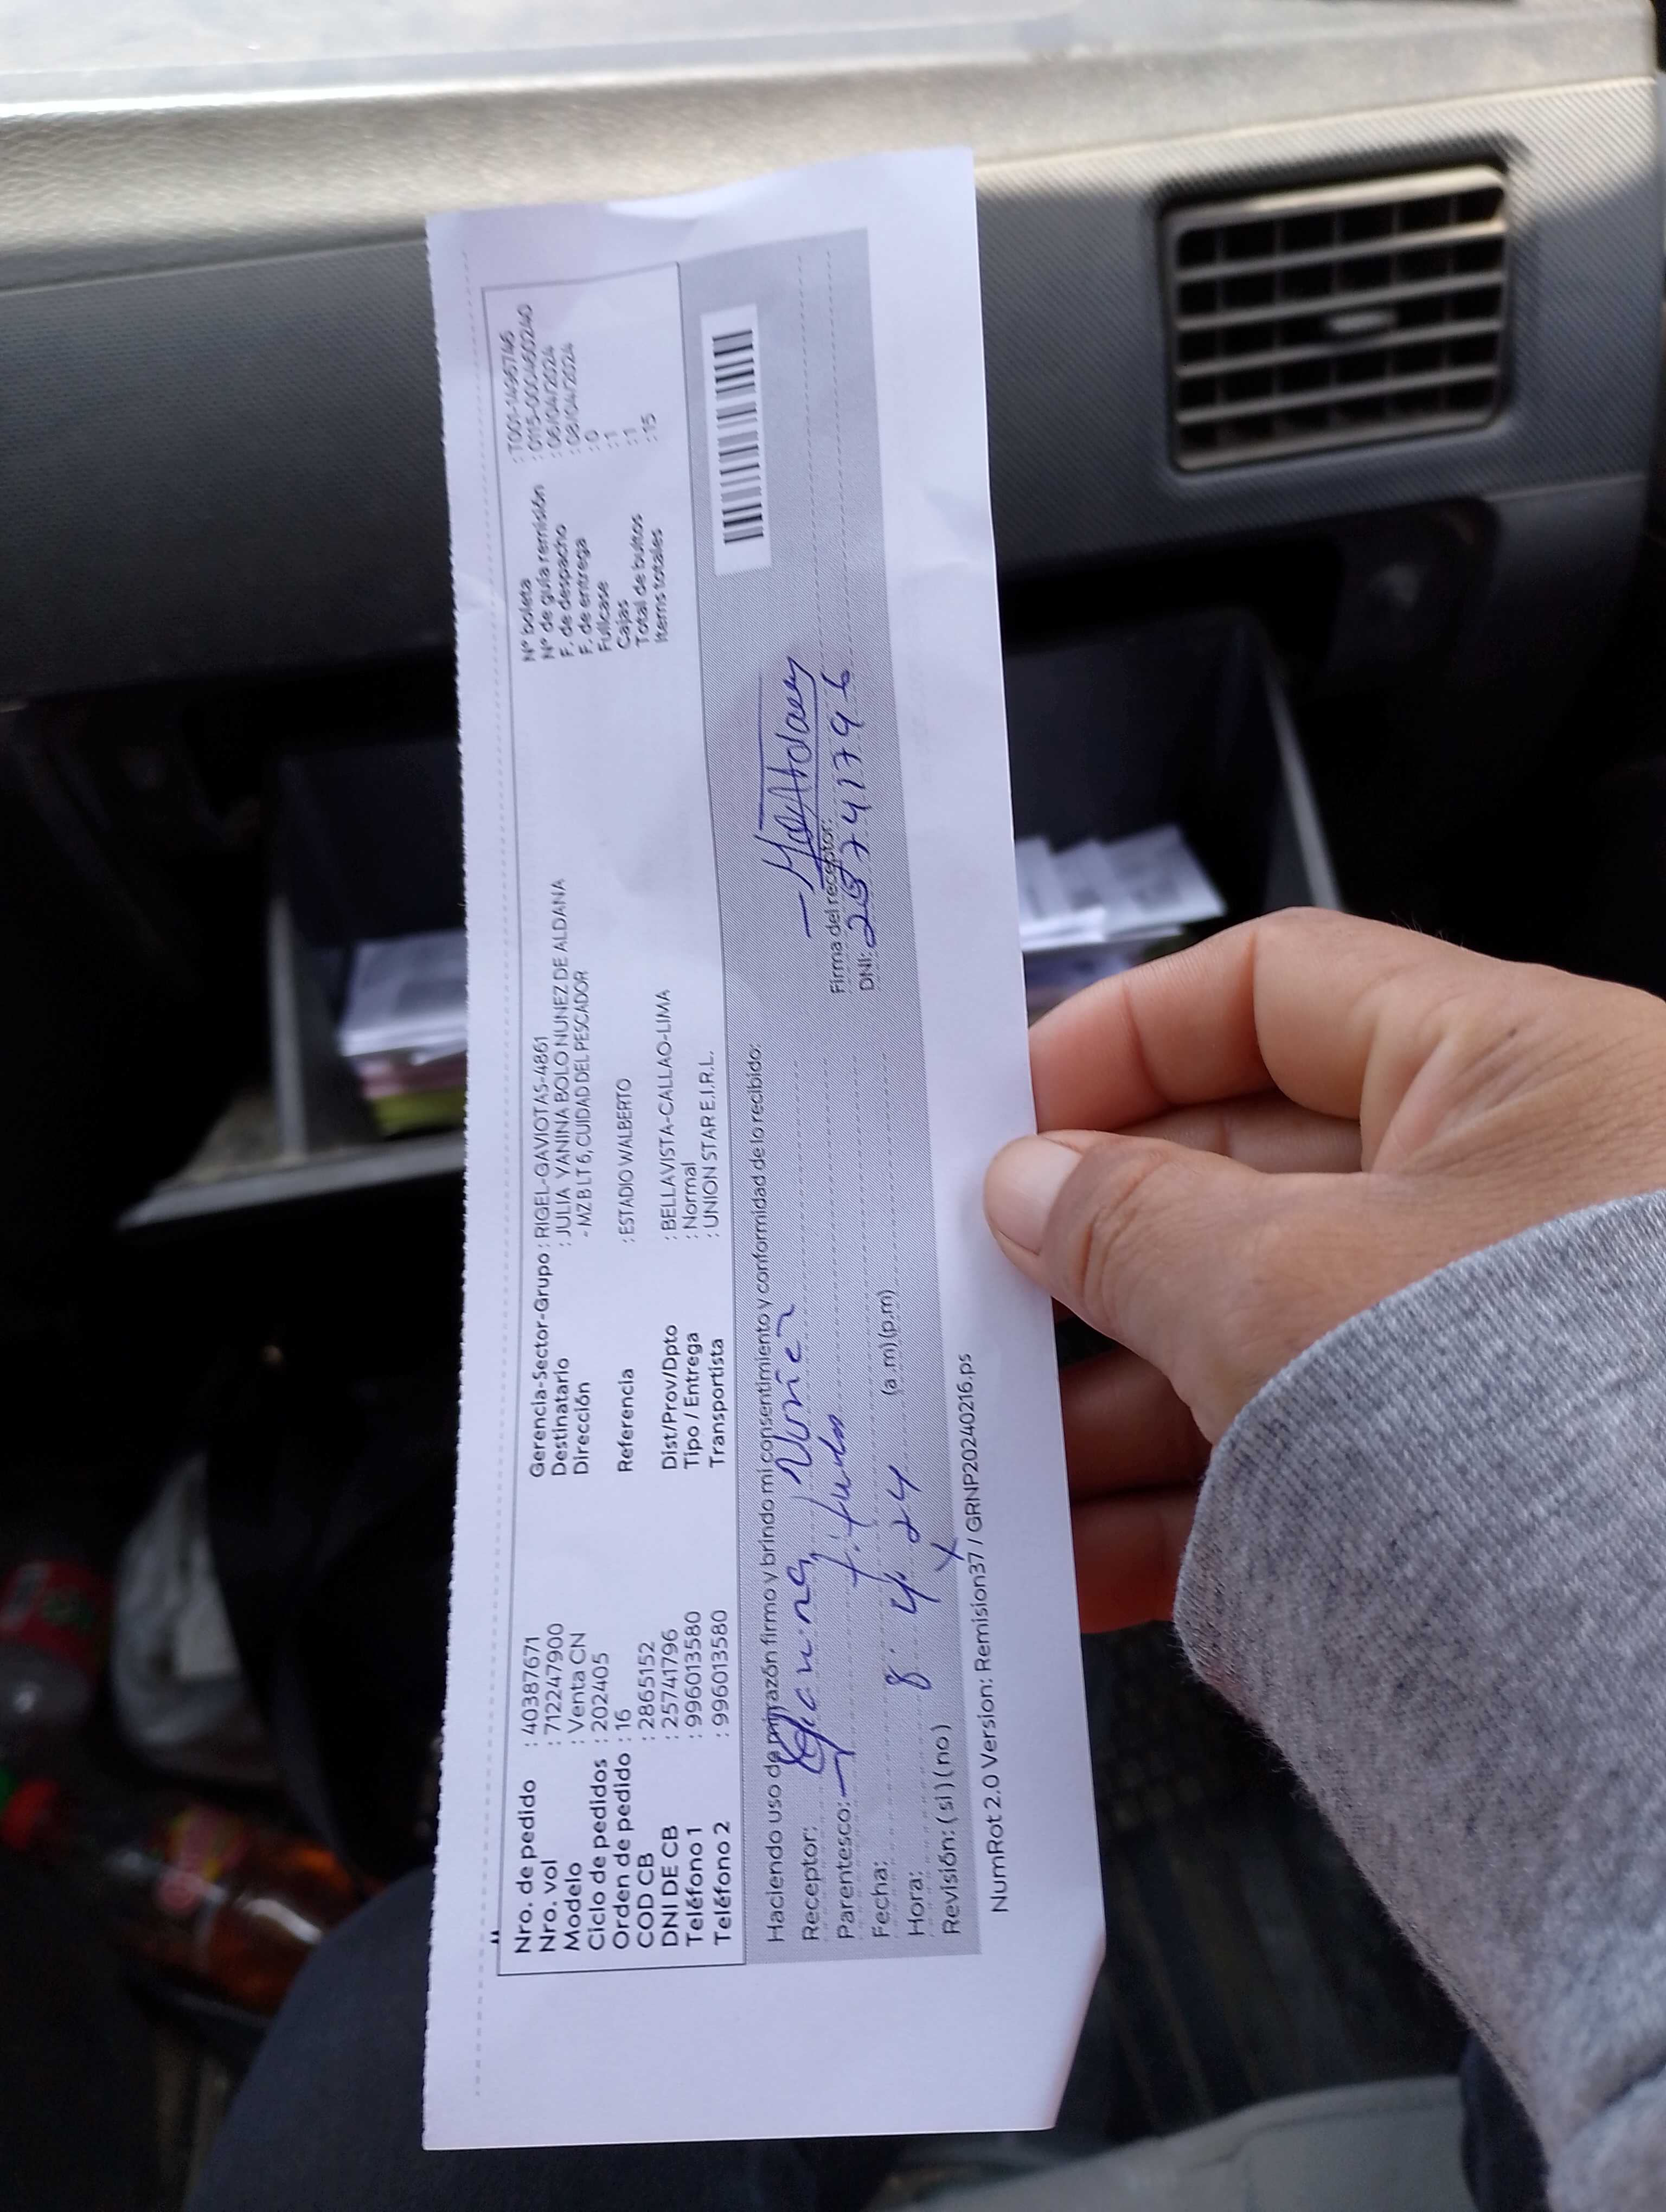 Nro. de pedido : 40387671
Nro. vol : 712247900
Modelo : Venta CN
Ciclo de pedidos : 202405
Orden de pedido : 16
COD CB : 2865152
DNI DE CB : 25741796
Teléfono 1 : 996013580
Teléfono 2 : 996013580
Gerencia-Sector-Grupo : RIGEL-GAVIOTAS-4861
Destinatario : JULIA YANINA BOLO NUNEZ DE ALDANA
Dirección - MZ B LT 6, CUIDAD DEL PESCADOR
Referencia : ESTADIO W ALBERTO
Dist/Prov/Dpto : BELLAVISTA-CALLAO-LIMA
Tipo / Entrega : Normal
Transportista : UNION STAR E.I.R.L.
N° boleta : T001-14967746
N° de guía remisión : 0115-0004660240
F. de despacho : 06/04/2024
F. de entrega : 08/04/2024
Fullcase : 0
Cajas : 1
Total de bultos : 1
Items totales : 15
Haciendo uso de mi razón firmo y brindo mi consentimiento y conformidad de lo recibido:
Receptor:
Parentesco:
Fecha: 8. 4. 24
Hora: (a.m) (p.m)
Revisión: (si) (no)
Firma del receptor:
DNI: 25741796
NumRot 2.0 Version: Remision37 / GRNP20240216.ps